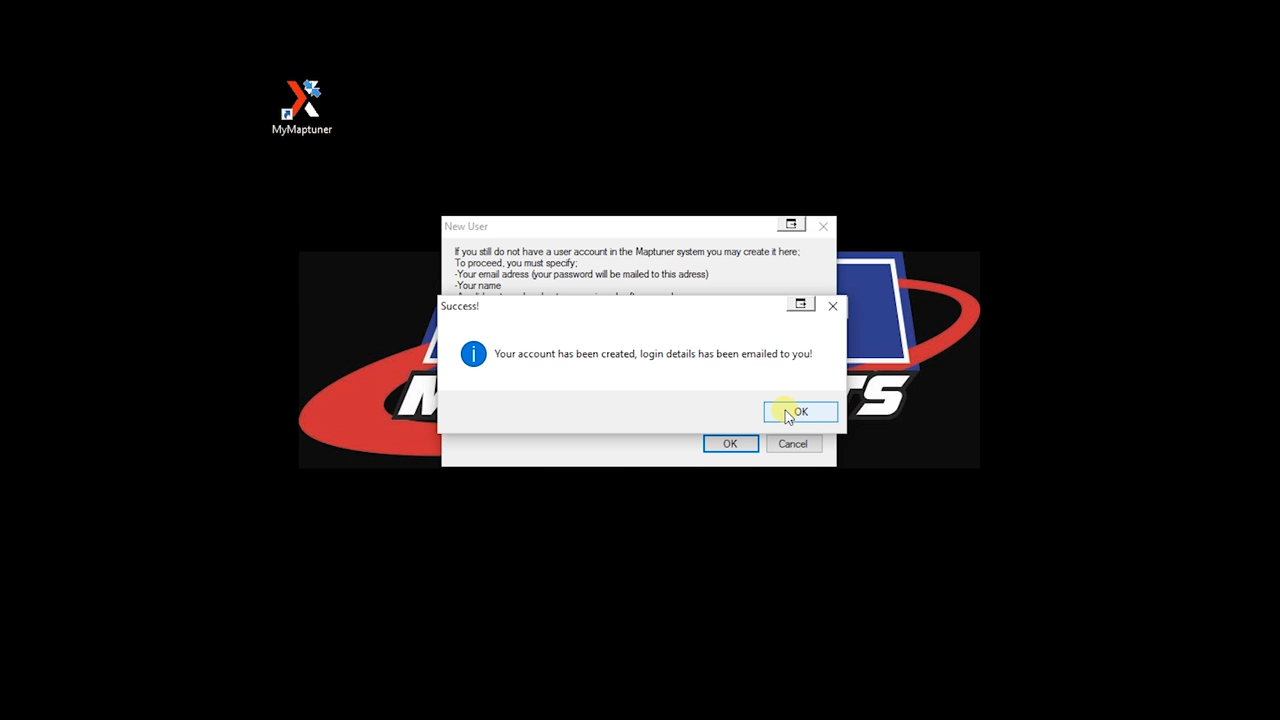 MyMaptuner
New User
If you still do not have a user account in the Maptuner system you may create it here;
To proceed, you must specify;
-Your email adress (your password will be mailed to this adress)
-Your name
Success!
Your account has been created, login details has been emailed to you!
OK
OK
Cancel